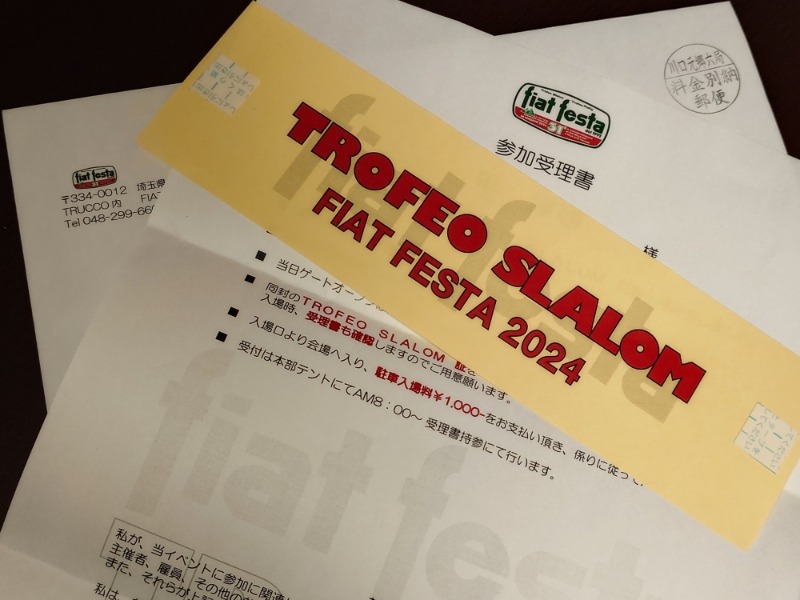 川口元郷六局
料金別納
郵便
fiat festa
31
参加受理書
様
fiat festa
〒334-0012 埼玉県
TRUCCO内 FIAT
Tel 048-299-66
TROFEO SLALOM
FIAT FESTA 2024
■ 当日ゲートオープン
■ 同封のTROFEO SLALOM 証
入場時、受理書も確認しますのでご用意願います。
■ 入場口より会場へ入り、駐車入場料￥1,000-をお支払い頂き、係りに従って
■ 受付は本部テントにてAM8:00～ 受理書持参にて行います。
fiat festa
私が、当イベントに参加に関連
主催者、雇員、その他の
また、それらが
私は、